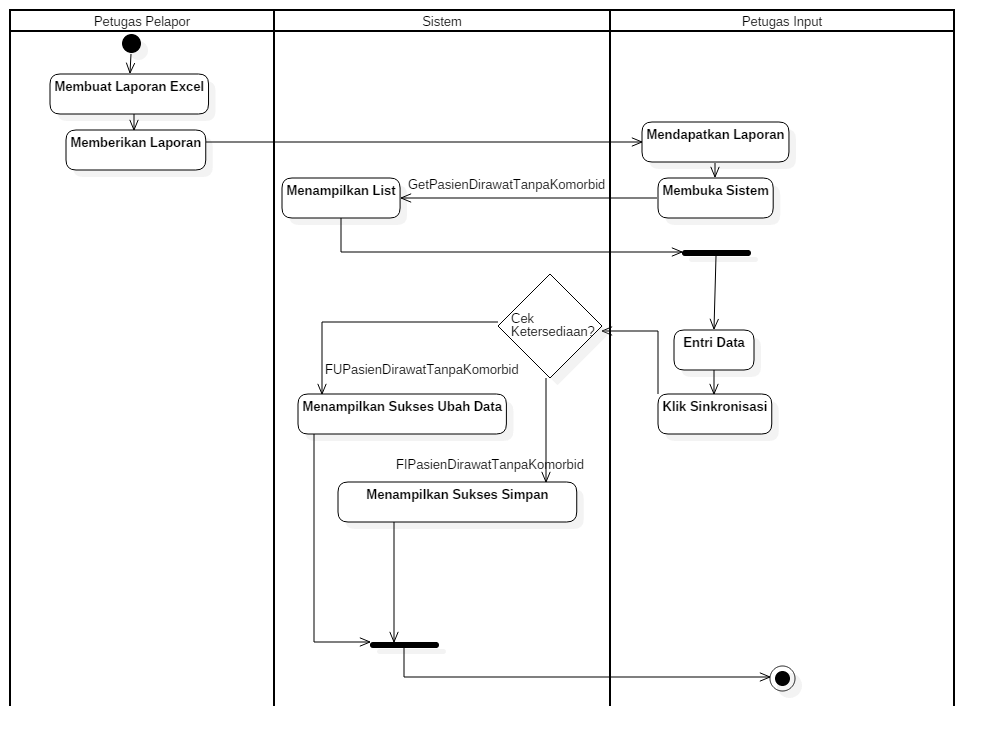 Petugas Pelapor
Sistem
Petugas Input
Membuat Laporan Excel
Memberikan Laporan
Mendapatkan Laporan
Menampilkan List
GetPasienDirawatTanpaKomorbid
Membuka Sistem
Cek
Ketersediaan?
Entri Data
FUPasienDirawatTanpaKomorbid
Menampilkan Sukses Ubah Data
Klik Sinkronisasi
FIPasienDirawatTanpaKomorbid
Menampilkan Sukses Simpan